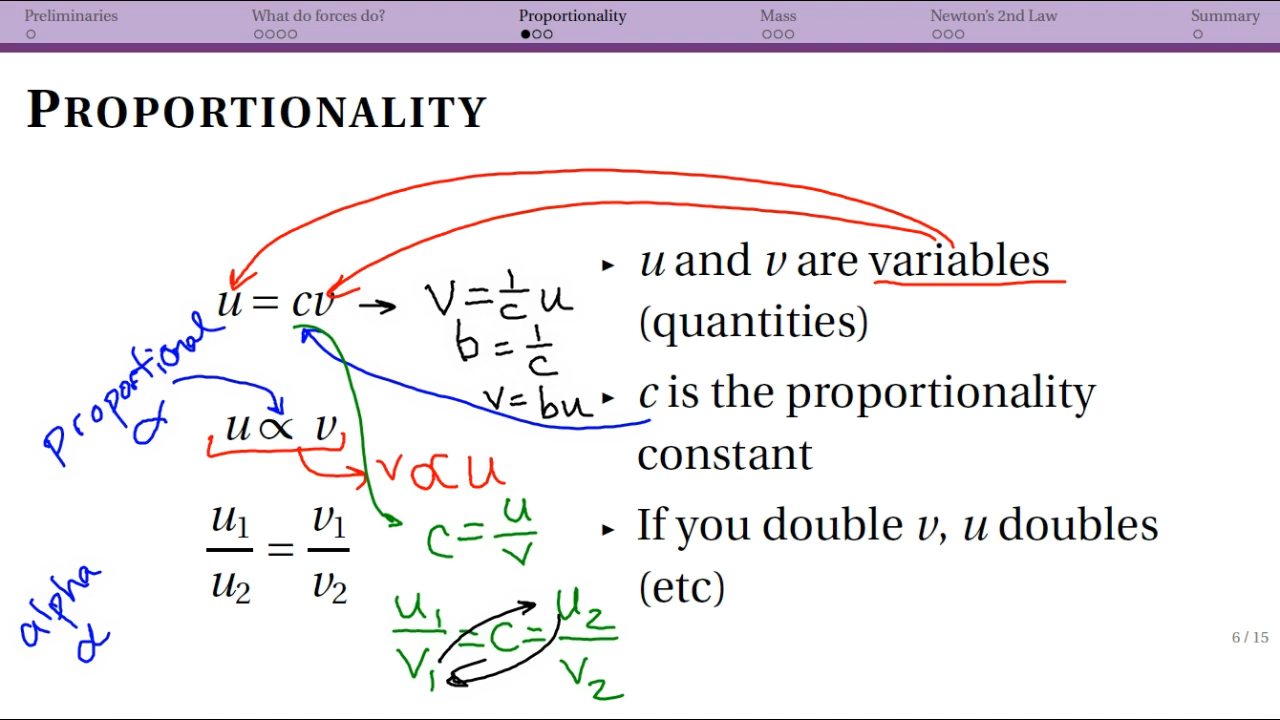 Preliminaries What do forces do? Proportionality Mass Newton's 2nd Law Summary
PROPORTIONALITY
u = cv → v = 1/c u
b = 1/c
v = bu
proportional
α
u ∝ v
v ∝ u
c = u/v
u₁/u₂ = v₁/v₂
u₁/v₁ = c = u₂/v₂
alpha
α
▸ u and v are variables
(quantities)
▸ c is the proportionality
constant
▸ If you double v, u doubles
(etc)
6 / 15